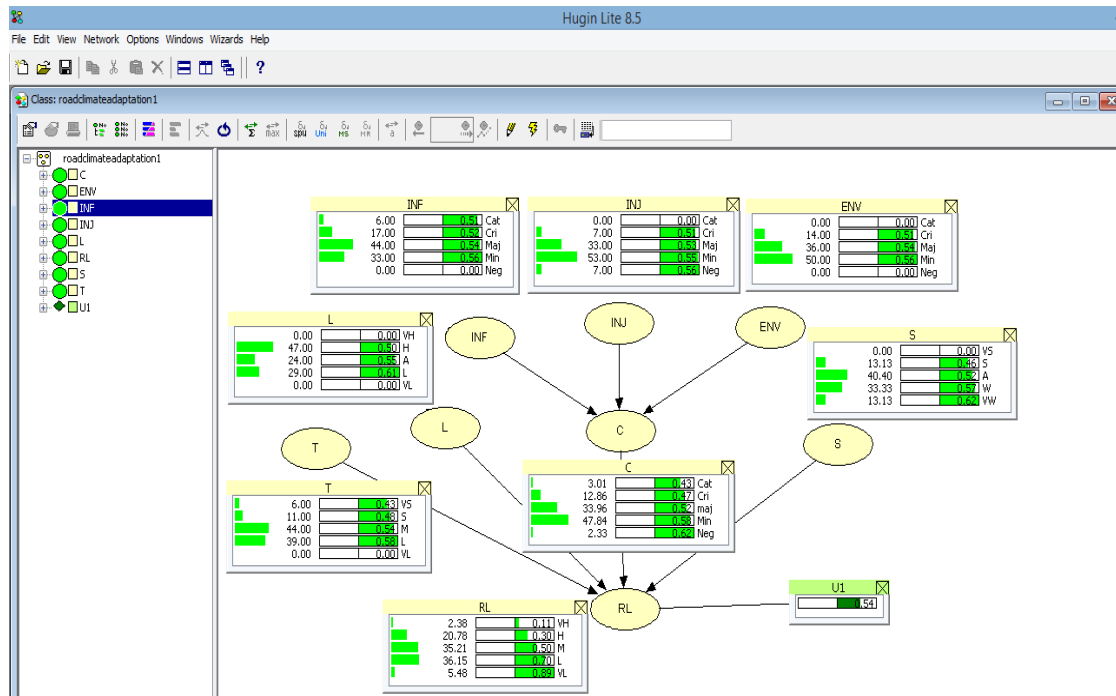 Hugin Lite 8.5
File Edit View Network Options Windows Wizards Help
Class: roadclimateadaptation1
roadclimateadaptation1
C
ENV
INF
INJ
L
RL
S
T
U1
INF
6.00 0.51 Cat
17.00 0.52 Cri
44.00 0.54 Maj
33.00 0.56 Min
0.00 0.00 Neg
INJ
0.00 0.00 Cat
7.00 0.51 Cri
33.00 0.53 Maj
53.00 0.55 Min
7.00 0.56 Neg
ENV
0.00 0.00 Cat
14.00 0.51 Cri
36.00 0.54 Maj
50.00 0.56 Min
0.00 0.00 Neg
L
0.00 0.00 VH
47.00 0.50 H
24.00 0.55 A
29.00 0.61 L
0.00 0.00 VL
INF
INJ
ENV
S
0.00 0.00 VS
13.13 0.46 S
40.40 0.52 A
33.33 0.57 W
13.13 0.62 VW
T
L
C
S
T
6.00 0.43 VS
11.00 0.48 S
44.00 0.54 M
39.00 0.58 L
0.00 0.00 VL
C
3.01 0.43 Cat
12.86 0.47 Cri
33.96 0.52 maj
47.84 0.58 Min
2.33 0.62 Neg
RL
2.38 0.11 VH
20.78 0.30 H
35.21 0.50 M
36.15 0.70 L
5.48 0.89 VL
RL
U1
0.54